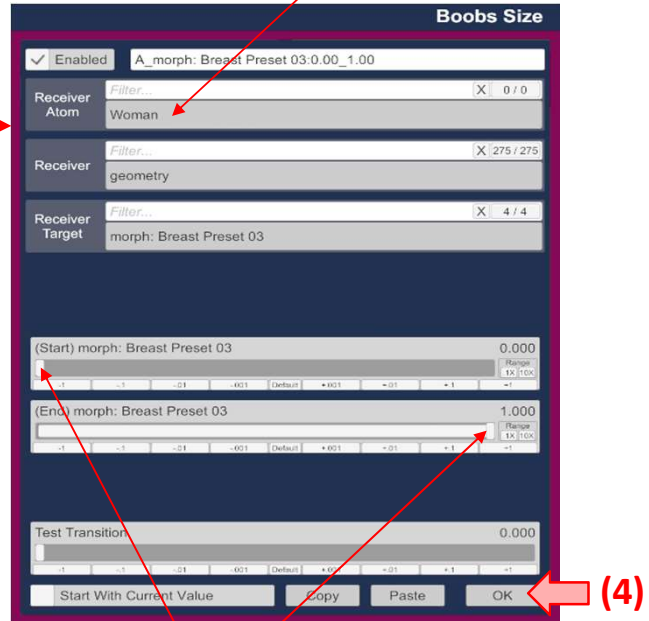 Boobs Size
✓ Enabled A_morph: Breast Preset 03:0.00_1.00
Receiver Atom Filter... X 0 / 0
Woman
Receiver Filter... X 275 / 275
geometry
Receiver Target Filter... X 4 / 4
morph: Breast Preset 03
(Start) morph: Breast Preset 03 0.000
Range
1X 10X
-1 -.1 -.01 -.001 Default +.001 +.01 +.1 +1
(End) morph: Breast Preset 03 1.000
Range
1X 10X
-1 -.1 -.01 -.001 Default +.001 +.01 +.1 +1
Test Transition 0.000
-1 -.1 -.01 -.001 Default +.001 +.01 +.1 +1
Start With Current Value Copy Paste OK (4)